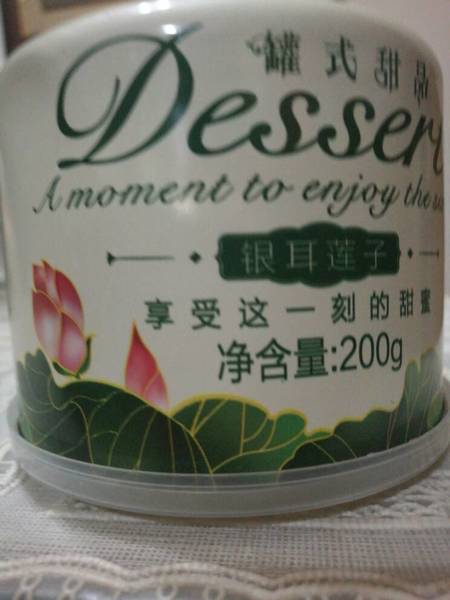 罐式甜品
Dessert
A moment to enjoy the
银耳莲子
享受这一刻的甜蜜
净含量:200g